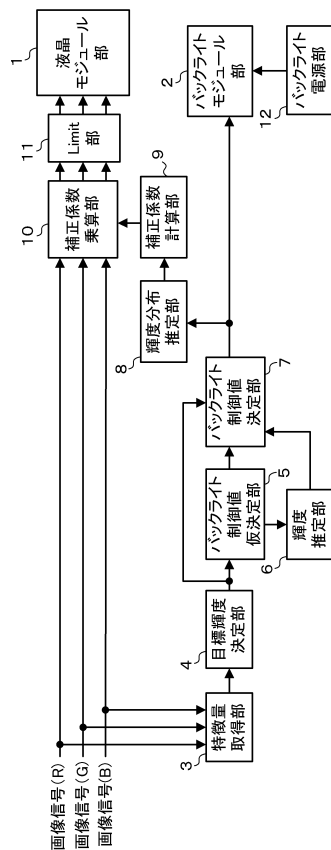 画像信号(R)
画像信号(G)
画像信号(B)
3
特徴量
取得部
4
目標輝度
決定部
5
バックライト
制御値
仮決定部
6
輝度
推定部
7
バックライト
制御値
決定部
8
輝度分布
推定部
9
補正係数
計算部
10
補正係数
乗算部
11
Limit
部
1
液晶
モジュール
部
2
バックライト
モジュール
部
12
バックライト
電源部